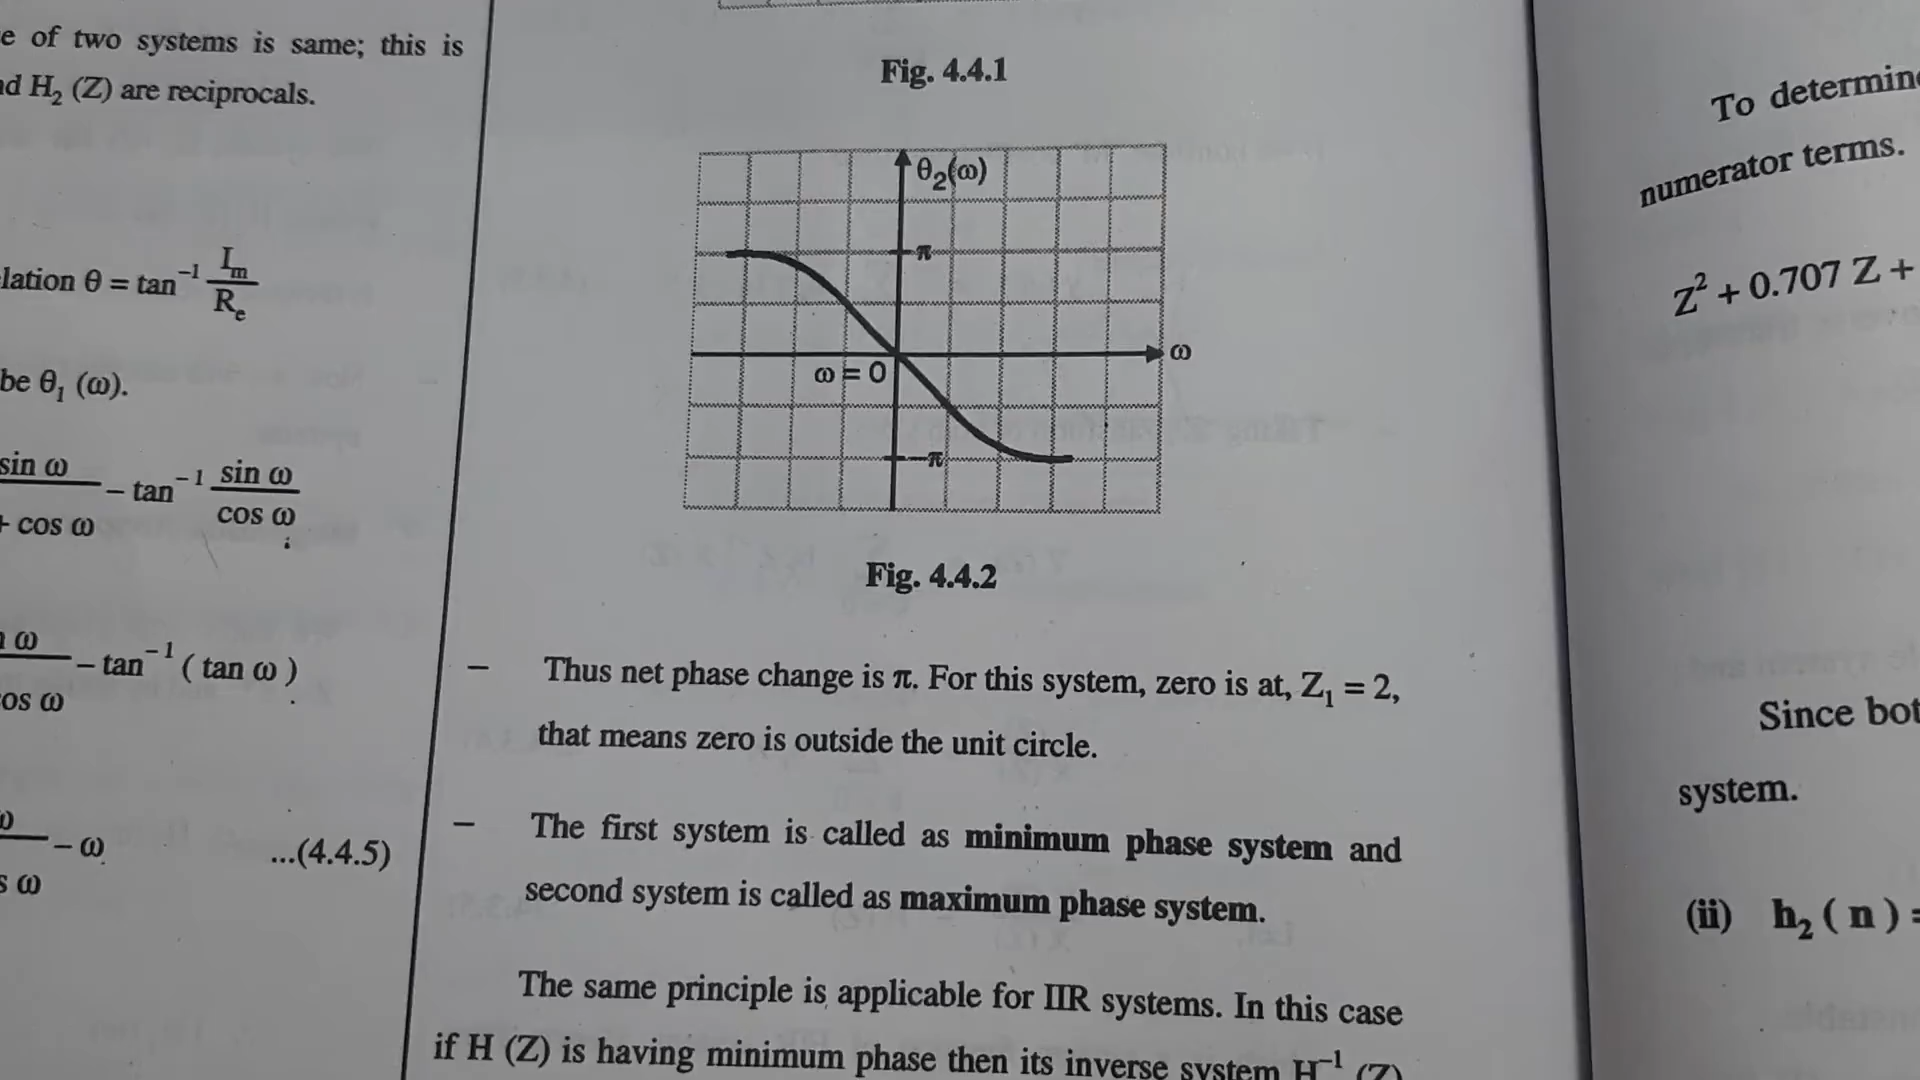 e of two systems is same; this is
nd H₂ (Z) are reciprocals.
lation θ = tan⁻¹ Iₘ / Rₑ
be θ₁ (ω).
sin ω / + cos ω – tan⁻¹ sin ω / cos ω
ω / os ω – tan⁻¹ ( tan ω )
ω / s ω – ω ...(4.4.5)
Fig. 4.4.1
θ₂(ω)
π
ω
ω = 0
–π
Fig. 4.4.2
– Thus net phase change is π. For this system, zero is at, Z₁ = 2,
that means zero is outside the unit circle.
– The first system is called as minimum phase system and
second system is called as maximum phase system.
The same principle is applicable for IIR systems. In this case
if H (Z) is having minimum phase then its inverse system H⁻¹ (Z)
To determine
numerator terms.
Z² + 0.707 Z +
Since bot
system.
(ii) h₂ ( n ) =